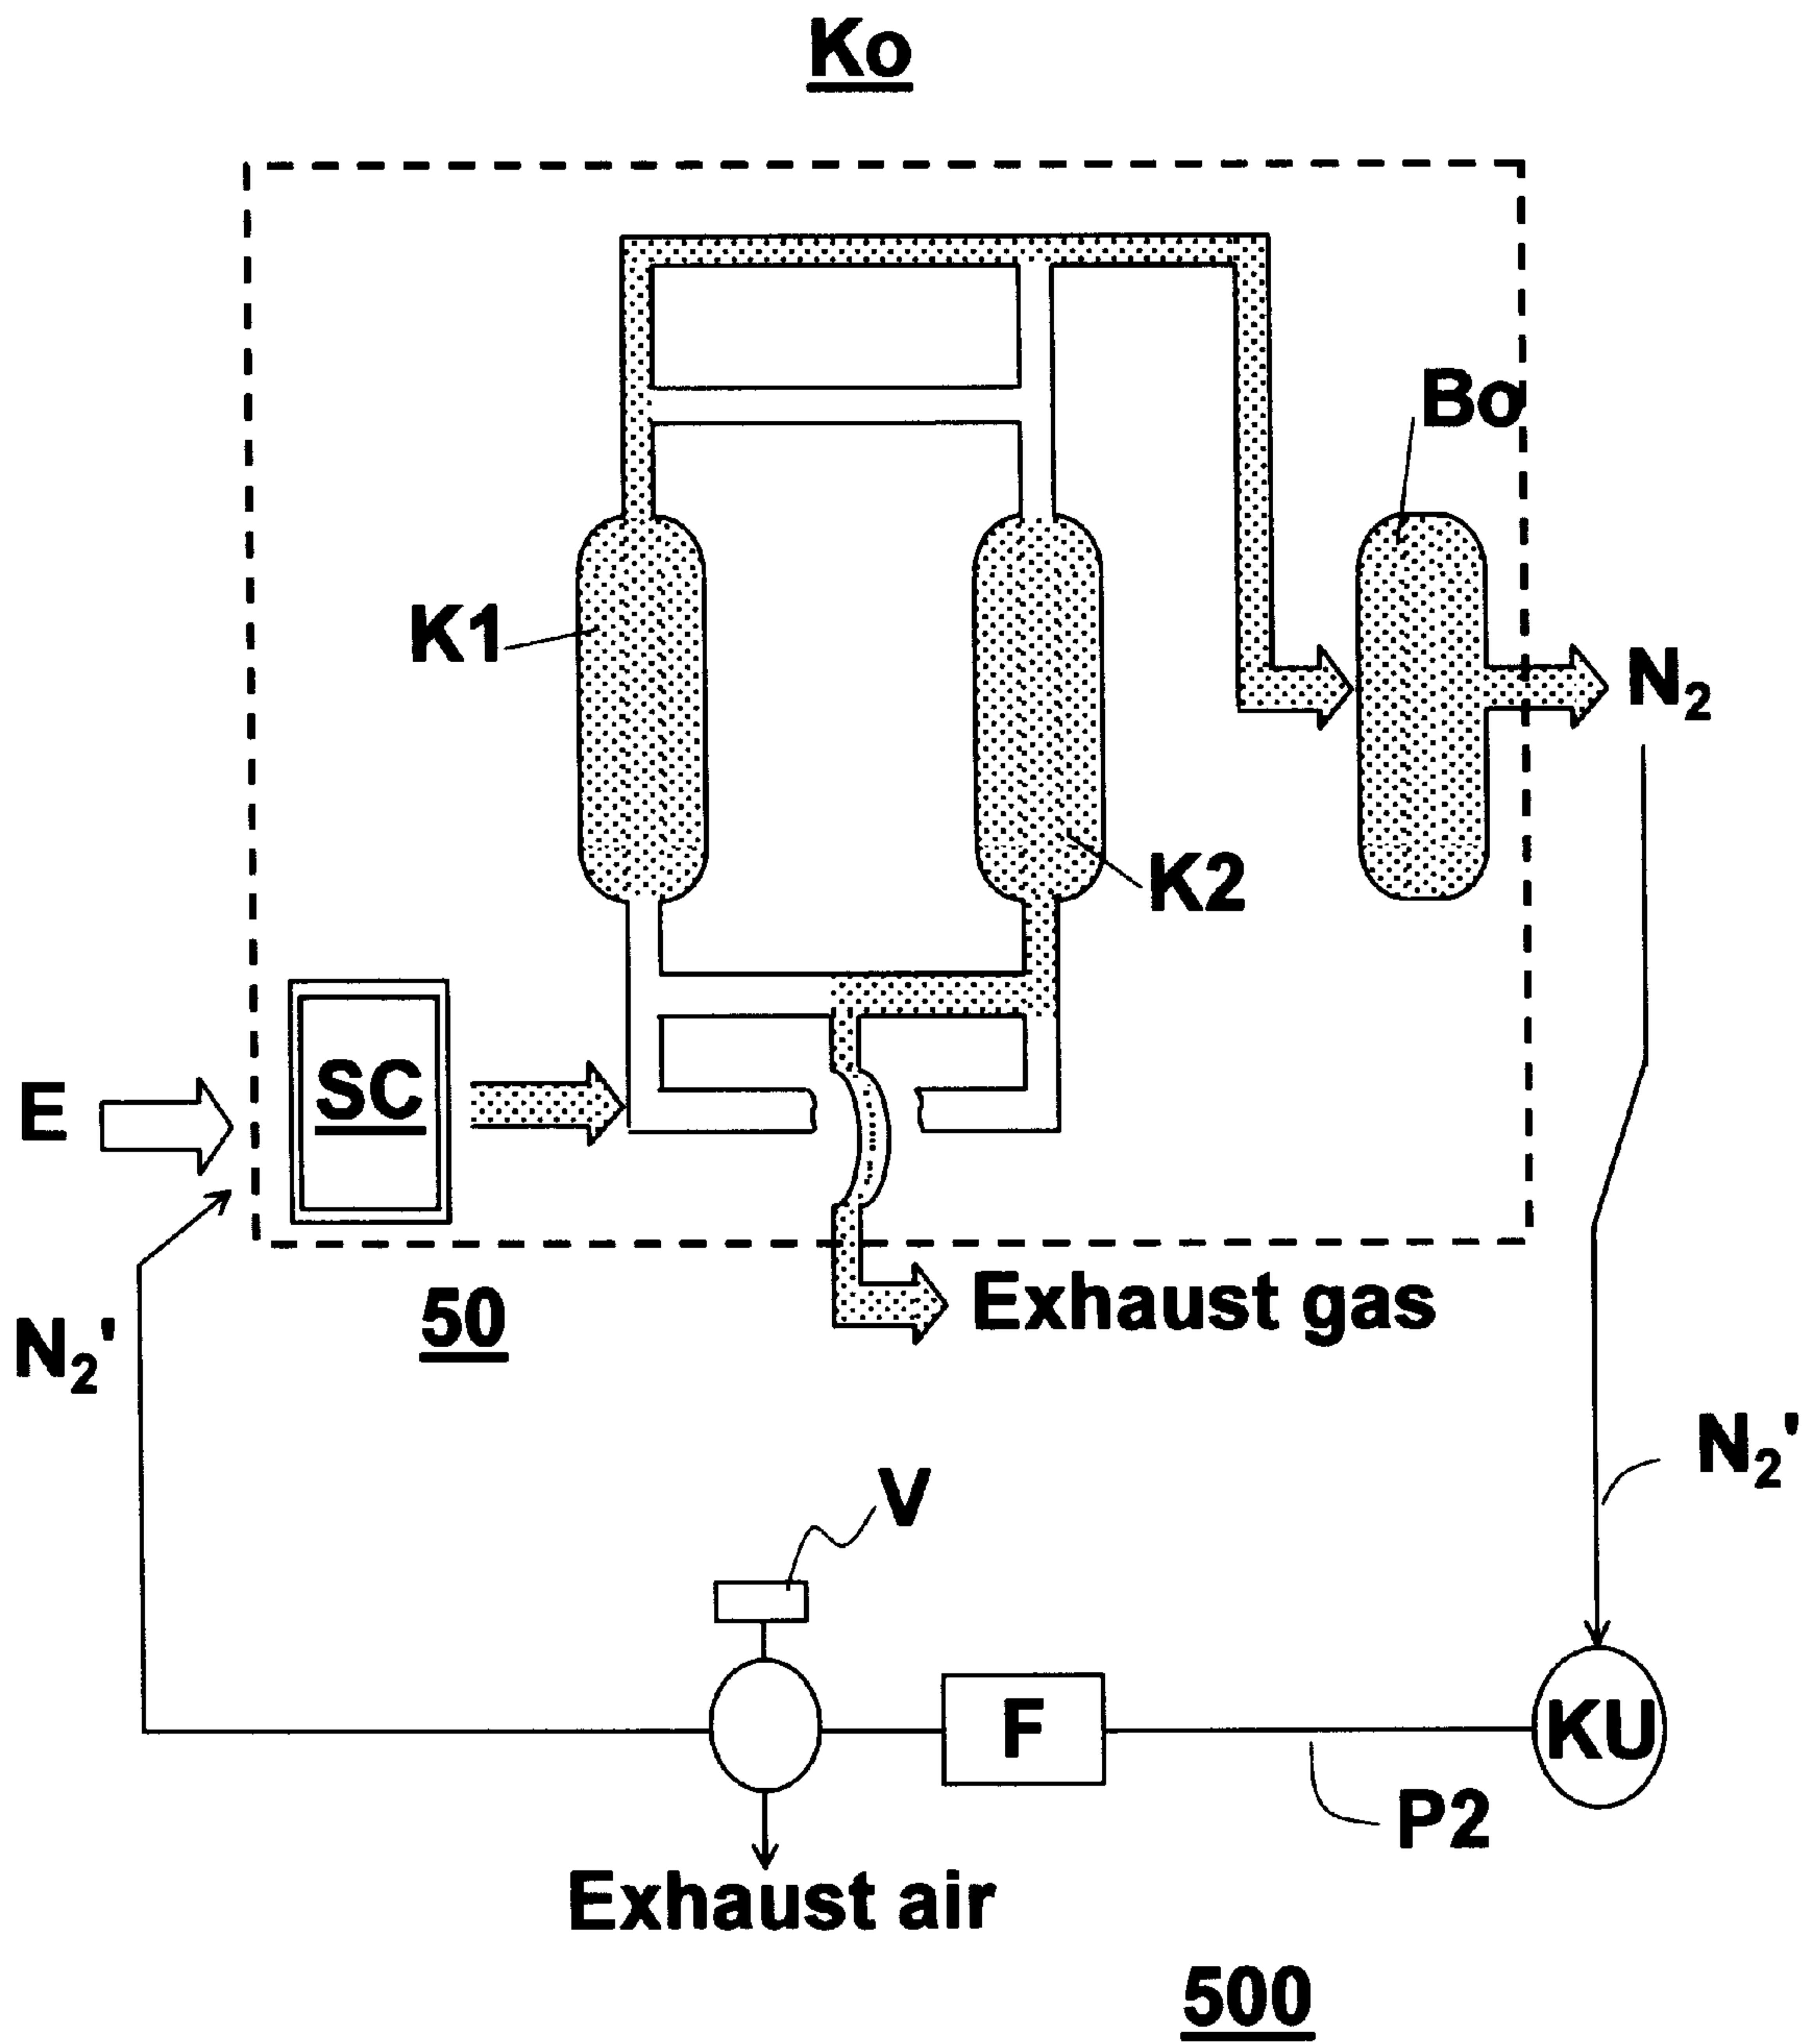 Ko
Bo
K1
N₂
K2
SC
E
Exhaust gas
50
N₂'
N₂'
V
F
KU
P2
Exhaust air
500